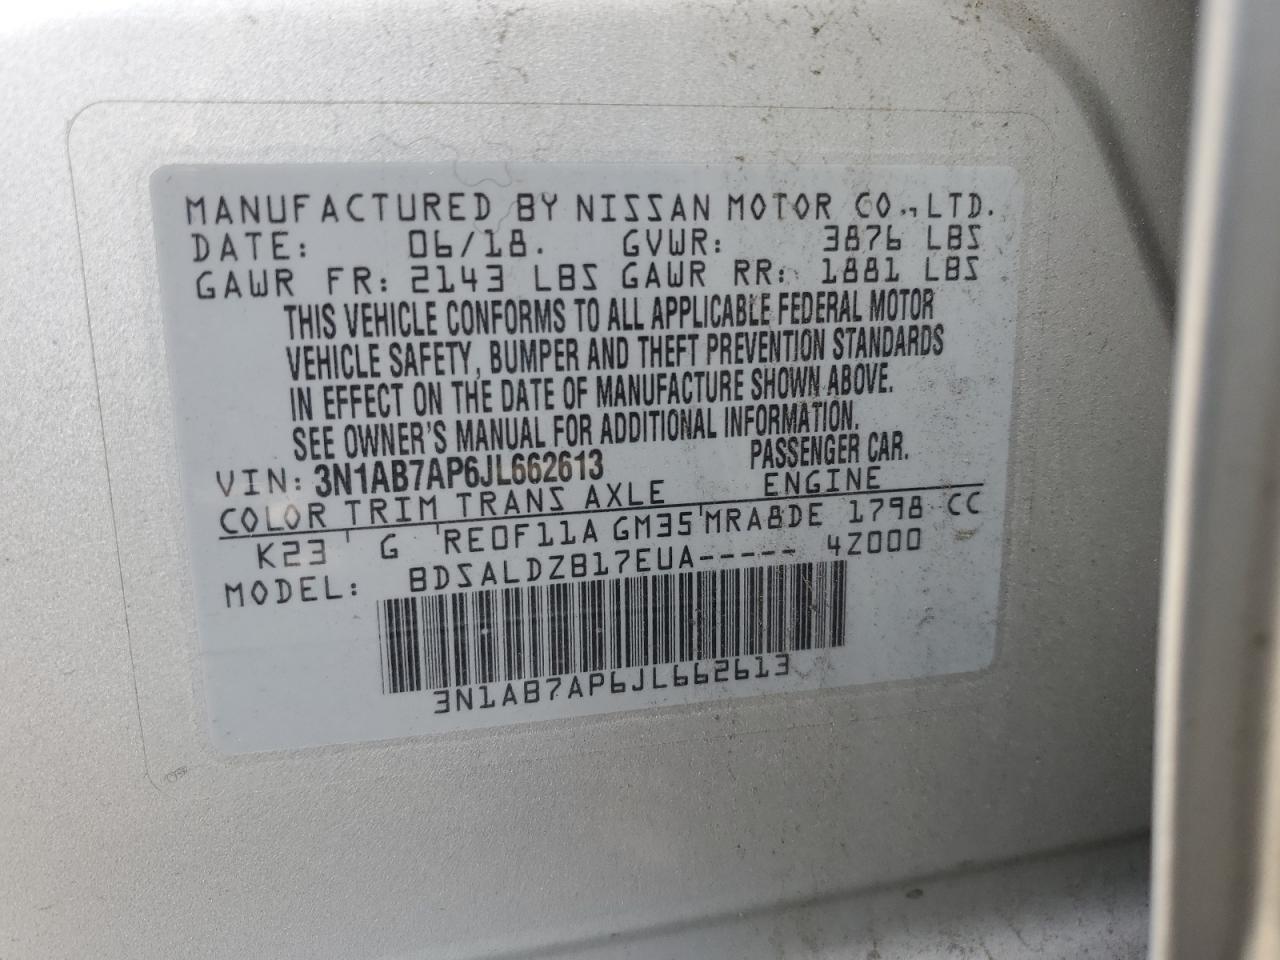 MANUFACTURED BY NISSAN MOTOR CO., LTD.
DATE: 06/18. GVWR: 3876 LBS
GAWR FR: 2143 LBS GAWR RR: 1881 LBS
THIS VEHICLE CONFORMS TO ALL APPLICABLE FEDERAL MOTOR
VEHICLE SAFETY, BUMPER AND THEFT PREVENTION STANDARDS
IN EFFECT ON THE DATE OF MANUFACTURE SHOWN ABOVE.
SEE OWNER'S MANUAL FOR ADDITIONAL INFORMATION.
VIN: 3N1AB7AP6JL662613 PASSENGER CAR.
COLOR TRIM TRANS AXLE ENGINE
K23 G RE0F11A GM35 MRA8DE 1798 CC
MODEL: BDSALDZB17EUA----- 4Z000
3N1AB7AP6JL662613